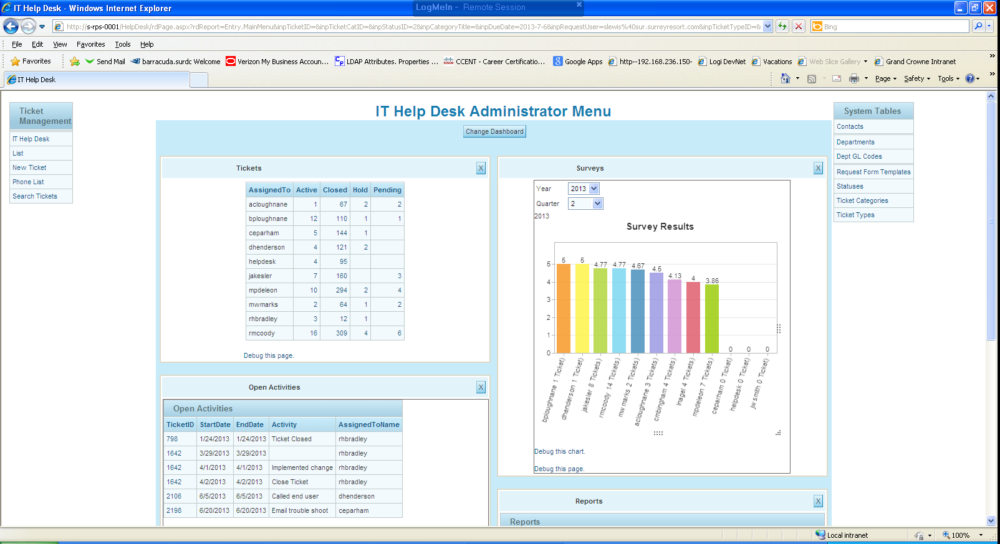 IT Help Desk - Windows Internet Explorer
LogMeIn - Remote Session
http://s-rps-0001/HelpDesk/rdPage.aspx?rdReport=Entry.MainMenu&inpTicketID=&inpTicketCatID=&inpStatusID=2&inpCategoryTitle=&inpDueDate=2013-7-6&inpRequestUser=slewis%40sur.surreyresort.com&inpTicketTypeID=&
Bing
File Edit View Favorites Tools Help
Favorites Send Mail barracuda.surdc Welcome Verizon My Business Accoun... LDAP Attributes. Properties ... CCENT - Career Certificatio... Google Apps http--192.168.236.150- Logi DevNet Vacations Web Slice Gallery Grand Crowne Intranet
IT Help Desk
Page Safety Tools
Ticket Management
IT Help Desk
List
New Ticket
Phone List
Search Tickets
IT Help Desk Administrator Menu
Change Dashboard
Tickets X
AssignedTo Active Closed Hold Pending
acloughnane 1 67 2 2
bploughnane 12 110 1 1
ceparham 5 144 1
dhenderson 4 121 2
helpdesk 4 95
jakesler 7 160 3
mpdeleon 10 294 2 4
mwmarks 2 64 1 2
rhbradley 3 12 1
rmcoody 16 309 4 6
Debug this page.
Open Activities X
Open Activities
TicketID StartDate EndDate Activity AssignedToName
798 1/24/2013 1/24/2013 Ticket Closed rhbradley
1642 3/29/2013 3/29/2013 rhbradley
1642 4/1/2013 4/1/2013 Implemented change rhbradley
1642 4/2/2013 4/2/2013 Close Ticket rhbradley
2106 6/5/2013 6/5/2013 Called end user dhenderson
2198 6/20/2013 6/20/2013 Email trouble shoot ceparham
Surveys X
Year 2013
Quarter 2
2013
Survey Results
5 5 4.77 4.77 4.67 4.5 4.13 4 3.86 0 0 0
5
4
3
2
1
0
bploughnane 1 Ticket)
dhenderson 1 Ticket)
jakesler 8 Tickets)
rmcoody 14 Tickets)
mwmarks 2 Tickets)
acloughnane 3 Tickets)
cmbingham 4 Tickets)
lnagel 4 Tickets)
mpdeleon 7 Tickets)
ceparham 0 Ticket)
helpdesk 0 Ticket)
jwsmith 0 Ticket)
Debug this chart.
Debug this page.
Reports X
Reports
System Tables
Contacts
Departments
Dept GL Codes
Request Form Templates
Statuses
Ticket Categories
Ticket Types
Local intranet
100%